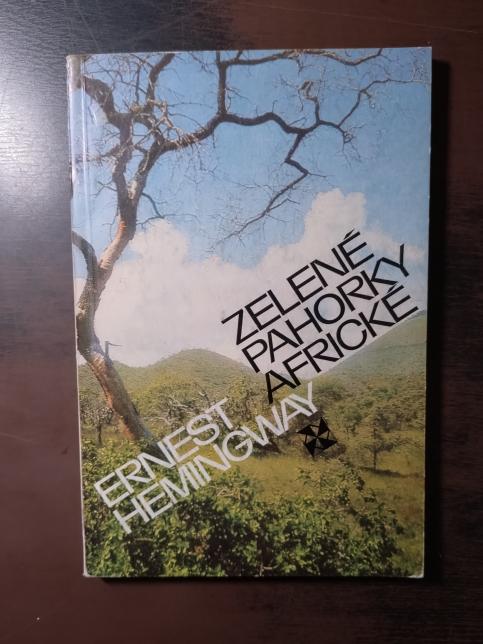 ZELENÉ
PAHORKY
AFRICKÉ
ERNEST
HEMINGWAY